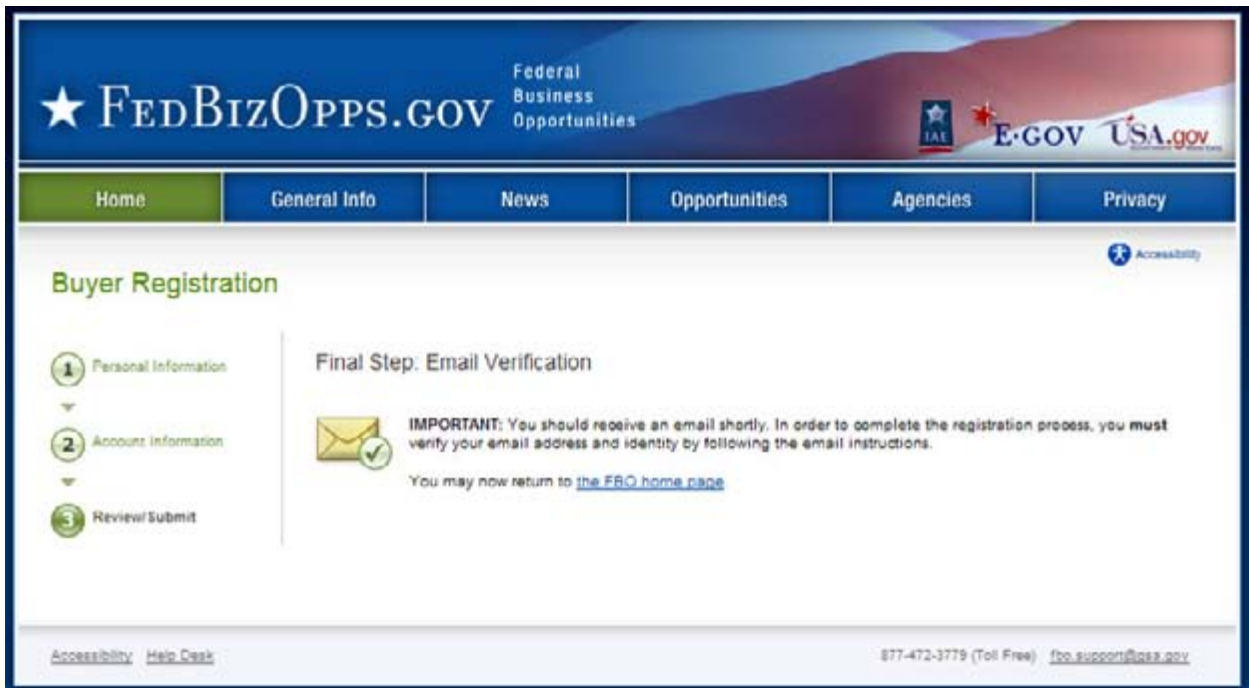 ★ FEDBIZOPPS.GOV
Federal
Business
Opportunities
IAE
E·GOV
USA.gov
Home General Info News Opportunities Agencies Privacy
Accessibility
Buyer Registration
1 Personal Information
2 Account Information
3 Review/Submit
Final Step: Email Verification
IMPORTANT: You should receive an email shortly. In order to complete the registration process, you must
verify your email address and identity by following the email instructions.
You may now return to the FBO home page
Accessibility Help Desk
877-472-3779 (Toll Free) fbo.support@gsa.gov